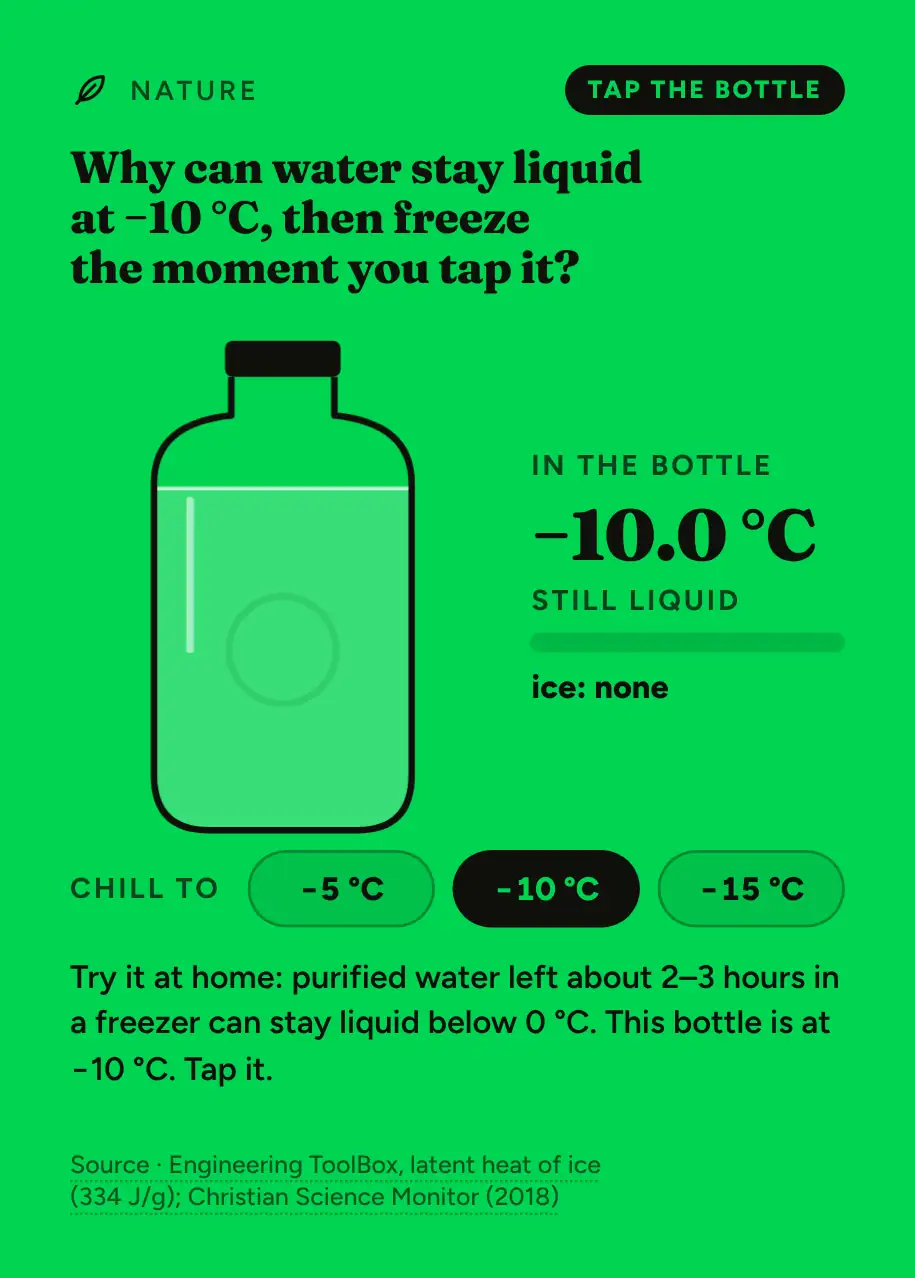 NATURE
TAP THE BOTTLE
Why can water stay liquid
at −10 °C, then freeze
the moment you tap it?
IN THE BOTTLE
−10.0 °C
STILL LIQUID
ice: none
CHILL TO
−5 °C
−10 °C
−15 °C
Try it at home: purified water left about 2–3 hours in
a freezer can stay liquid below 0 °C. This bottle is at
−10 °C. Tap it.
Source · Engineering ToolBox, latent heat of ice
(334 J/g); Christian Science Monitor (2018)